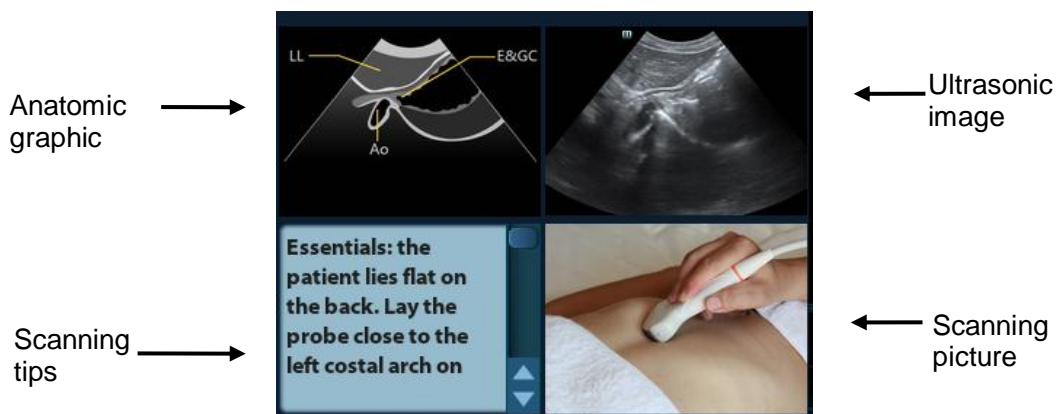 Anatomic
graphic
LL
E&GC
Ao
m
Ultrasonic
image
Scanning
tips
Essentials: the
patient lies flat on
the back. Lay the
probe close to the
left costal arch on
Scanning
picture